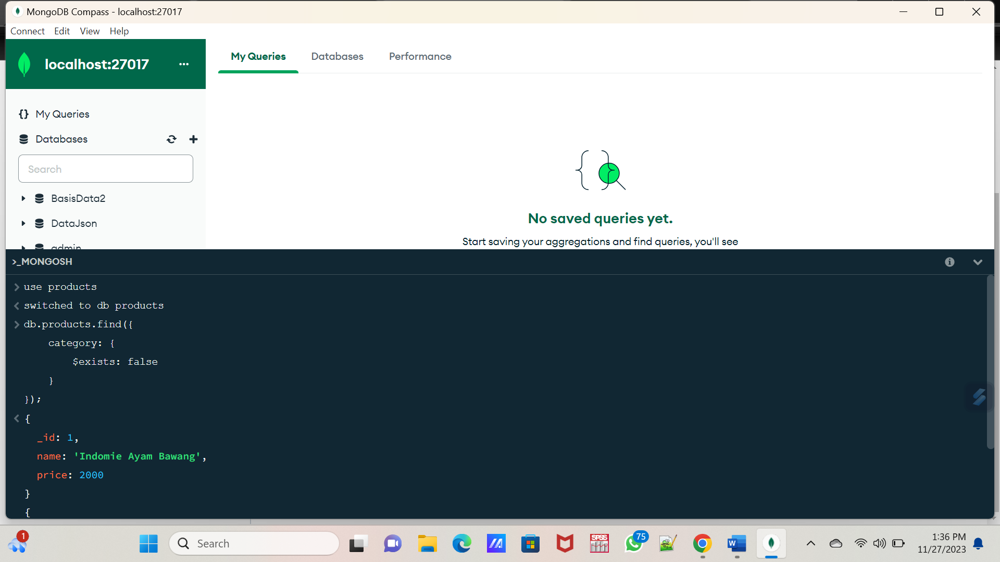 MongoDB Compass - localhost:27017
Connect Edit View Help
localhost:27017 ...
My Queries Databases Performance
{} My Queries
Databases
Search
BasisData2
DataJson
admin
No saved queries yet.
Start saving your aggregations and find queries, you'll see
>_MONGOSH
> use products
< switched to db products
> db.products.find({
category: {
$exists: false
}
});
< {
_id: 1,
name: 'Indomie Ayam Bawang',
price: 2000
}
{
1
Search
SPSS
75
W
1:36 PM
11/27/2023